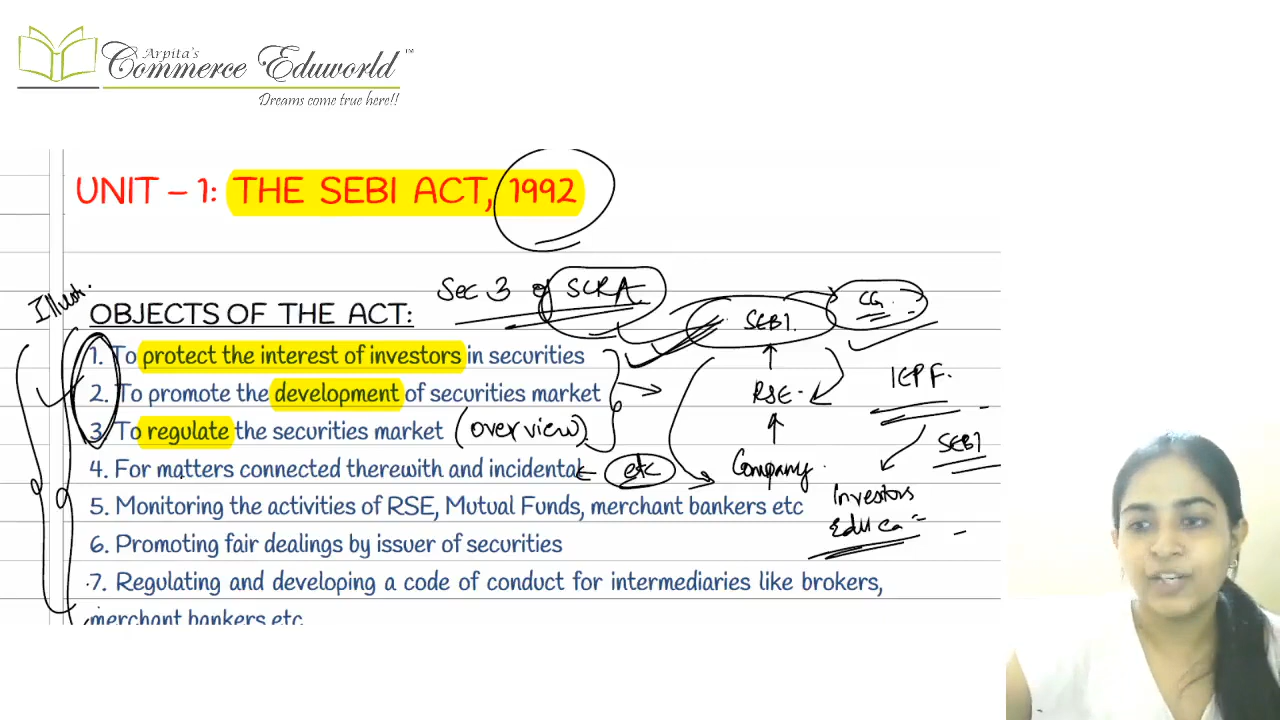 Arpita's
Commerce Eduworld™
Dreams come true here!!
UNIT – 1: THE SEBI ACT, 1992
Sec 3 of SCRA
SEBI
CG
Illust.
OBJECTS OF THE ACT:
1. To protect the interest of investors in securities
2. To promote the development of securities market
RSE
IEPF
3. To regulate the securities market (overview)
SEBI
4. For matters connected therewith and incidental etc
Company
Investors
Educa
5. Monitoring the activities of RSE, Mutual Funds, merchant bankers etc
6. Promoting fair dealings by issuer of securities
7. Regulating and developing a code of conduct for intermediaries like brokers,
merchant bankers etc